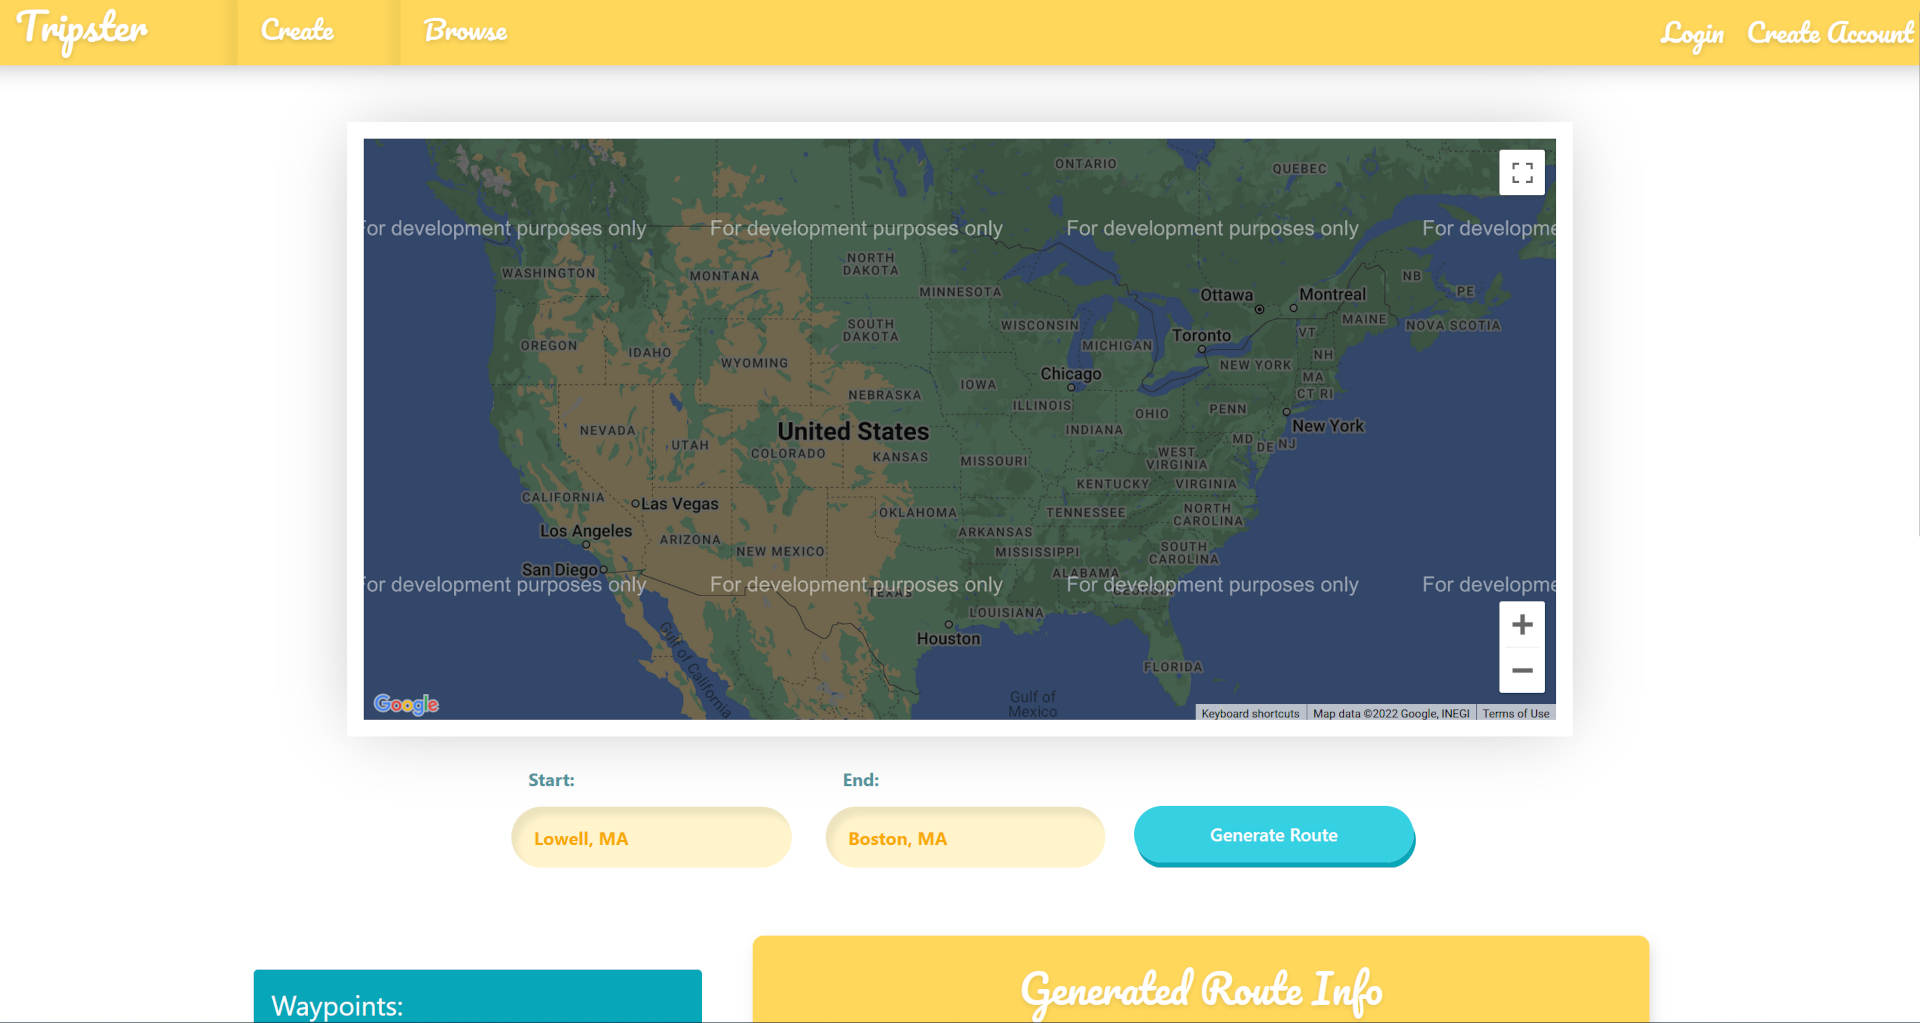 Tripster
Create
Browse
Login
Create Account
ONTARIO
QUEBEC
For development purposes only
For development purposes only
For development purposes only
For developme
WASHINGTON
MONTANA
NORTH
DAKOTA
MINNESOTA
Ottawa
Montreal
NB
PE
OREGON
IDAHO
WYOMING
SOUTH
DAKOTA
WISCONSIN
MICHIGAN
Toronto
VT
MAINE
NOVA SCOTIA
NH
NEW YORK
MA
CT RI
Chicago
NEBRASKA
IOWA
ILLINOIS
OHIO
PENN
New York
NEVADA
UTAH
United States
COLORADO
KANSAS
MISSOURI
INDIANA
WEST
VIRGINIA
MD
DE
NJ
KENTUCKY
VIRGINIA
CALIFORNIA
Las Vegas
OKLAHOMA
TENNESSEE
NORTH
CAROLINA
Los Angeles
ARIZONA
NEW MEXICO
ARKANSAS
MISSISSIPPI
SOUTH
CAROLINA
San Diego
ALABAMA
For development purposes only
For development purposes only
For development purposes only
For developme
TEXAS
GEORGIA
LOUISIANA
Houston
Gulf of California
FLORIDA
Gulf of
Mexico
Google
Keyboard shortcuts
Map data ©2022 Google, INEGI
Terms of Use
Start:
End:
Lowell, MA
Boston, MA
Generate Route
Waypoints:
Generated Route Info